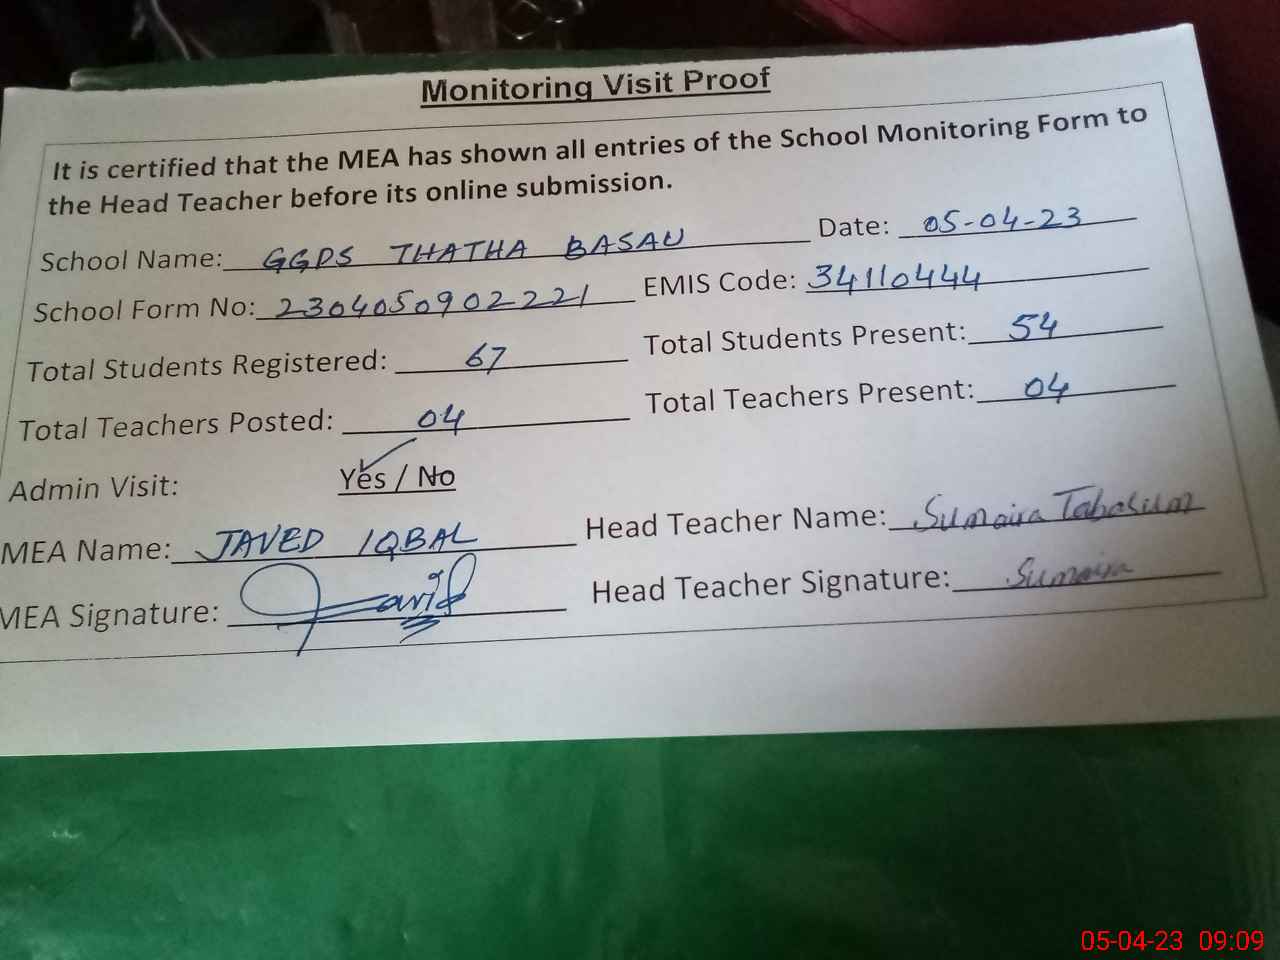 Monitoring Visit Proof
It is certified that the MEA has shown all entries of the School Monitoring Form to
the Head Teacher before its online submission.
School Name: GGPS THATHA BASAU Date: 05-04-23
School Form No: 2304050902221 EMIS Code: 34110444
Total Students Registered: 67 Total Students Present: 54
Total Teachers Posted: 04 Total Teachers Present: 04
Admin Visit: Yes / No
MEA Name: JAVED IQBAL Head Teacher Name: Sumaira Tabasum
MEA Signature: Javid Head Teacher Signature: Sumaira
05-04-23 09:09